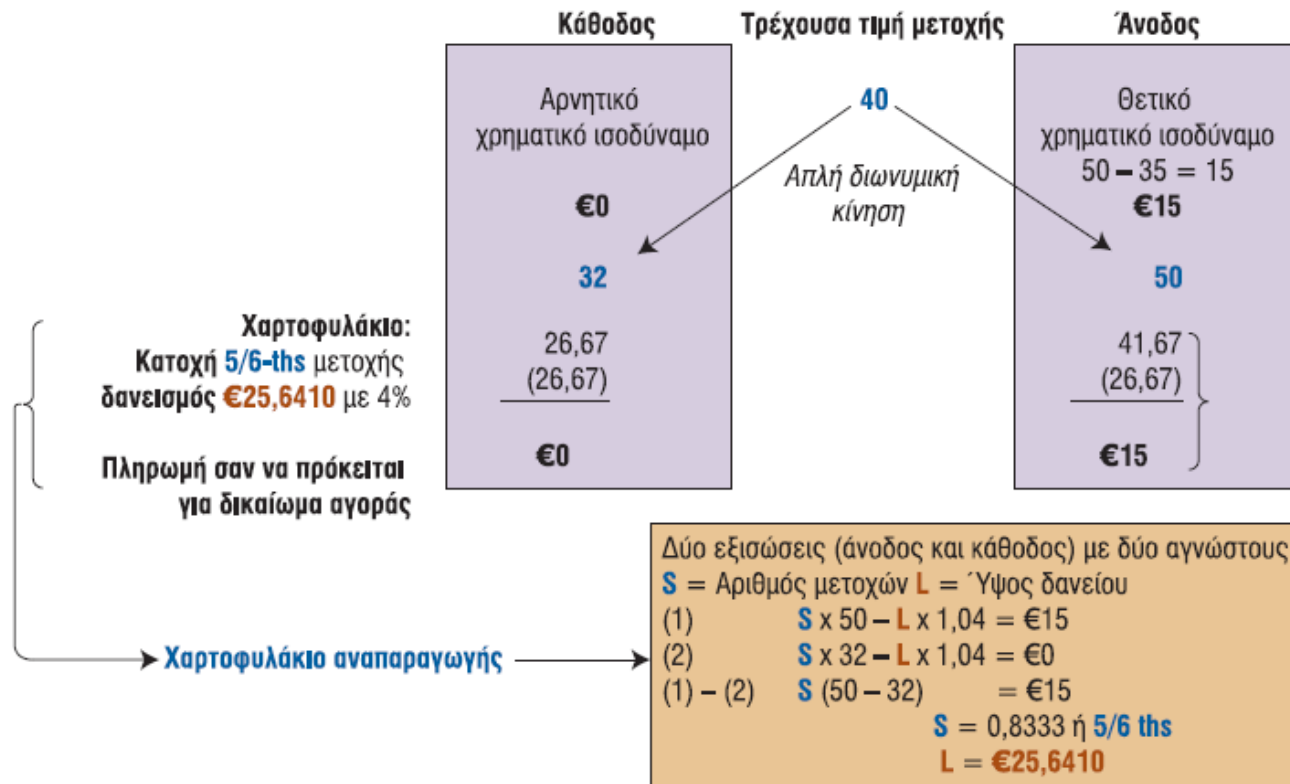 Κάθοδος Τρέχουσα τιμή μετοχής Άνοδος
Αρνητικό
χρηματικό ισοδύναμο
€0
32
26,67
(26,67)
€0
40
Απλή διωνυμική
κίνηση
Θετικό
χρηματικό ισοδύναμο
50 – 35 = 15
€15
50
41,67
(26,67)
€15
Χαρτοφυλάκιο:
Κατοχή 5/6-ths μετοχής
δανεισμός €25,6410 με 4%
Πληρωμή σαν να πρόκειται
για δικαίωμα αγοράς
Χαρτοφυλάκιο αναπαραγωγής
Δύο εξισώσεις (άνοδος και κάθοδος) με δύο αγνώστους
S = Αριθμός μετοχών L = Ύψος δανείου
(1) S x 50 – L x 1,04 = €15
(2) S x 32 – L x 1,04 = €0
(1) – (2) S (50 – 32) = €15
S = 0,8333 ή 5/6 ths
L = €25,6410